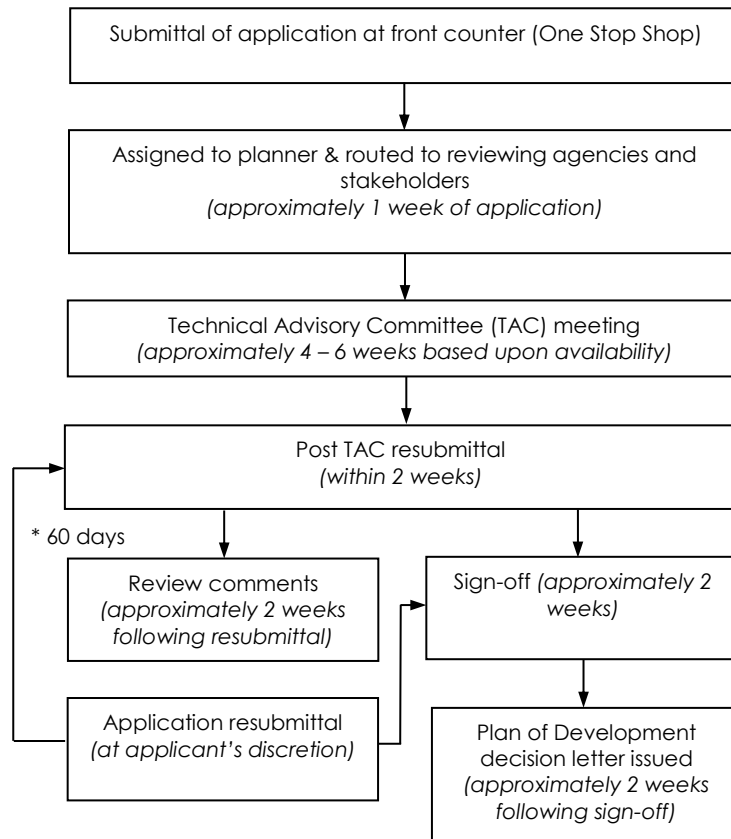 Submittal of application at front counter (One Stop Shop)
Assigned to planner & routed to reviewing agencies and
stakeholders
(approximately 1 week of application)
Technical Advisory Committee (TAC) meeting
(approximately 4 – 6 weeks based upon availability)
Post TAC resubmittal
(within 2 weeks)
* 60 days
Review comments
(approximately 2 weeks
following resubmittal)
Sign-off (approximately 2
weeks)
Application resubmittal
(at applicant’s discretion)
Plan of Development
decision letter issued
(approximately 2 weeks
following sign-off)